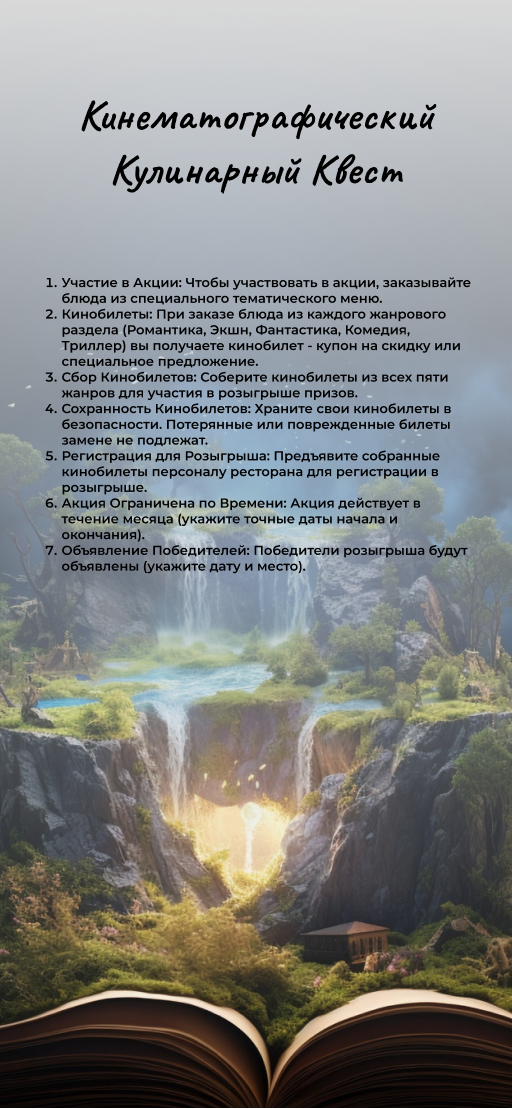 Кинематографический
Кулинарный Квест
1. Участие в Акции: Чтобы участвовать в акции, заказывайте
блюда из специального тематического меню.
2. Кинобилеты: При заказе блюда из каждого жанрового
раздела (Романтика, Экшн, Фантастика, Комедия,
Триллер) вы получаете кинобилет - купон на скидку или
специальное предложение.
3. Сбор Кинобилетов: Соберите кинобилеты из всех пяти
жанров для участия в розыгрыше призов.
4. Сохранность Кинобилетов: Храните свои кинобилеты в
безопасности. Потерянные или поврежденные билеты
замене не подлежат.
5. Регистрация для Розыгрыша: Предъявите собранные
кинобилеты персоналу ресторана для регистрации в
розыгрыше.
6. Акция Ограничена по Времени: Акция действует в
течение месяца (укажите точные даты начала и
окончания).
7. Объявление Победителей: Победители розыгрыша будут
объявлены (укажите дату и место).